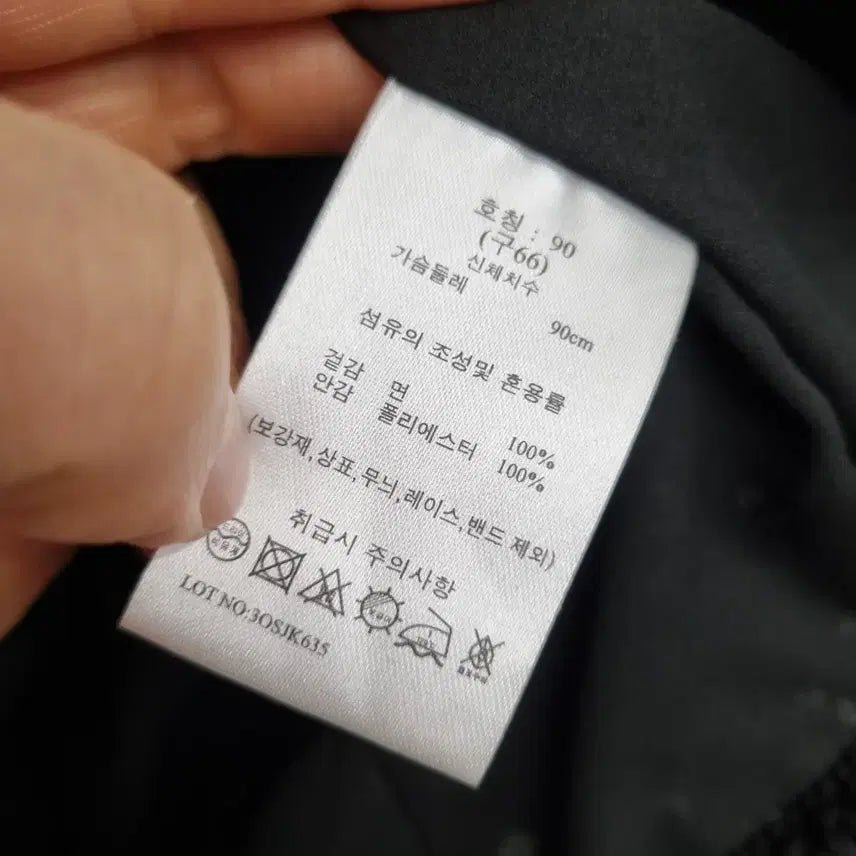 호칭 : 90
(구66)
신체치수
가슴둘레 90cm
섬유의 조성및 혼용률
겉감 면 100%
안감 폴리에스터 100%
(보강재,상표,무늬,레이스,밴드 제외)
취급시 주의사항
드라이
LOT NO:3OSJK635